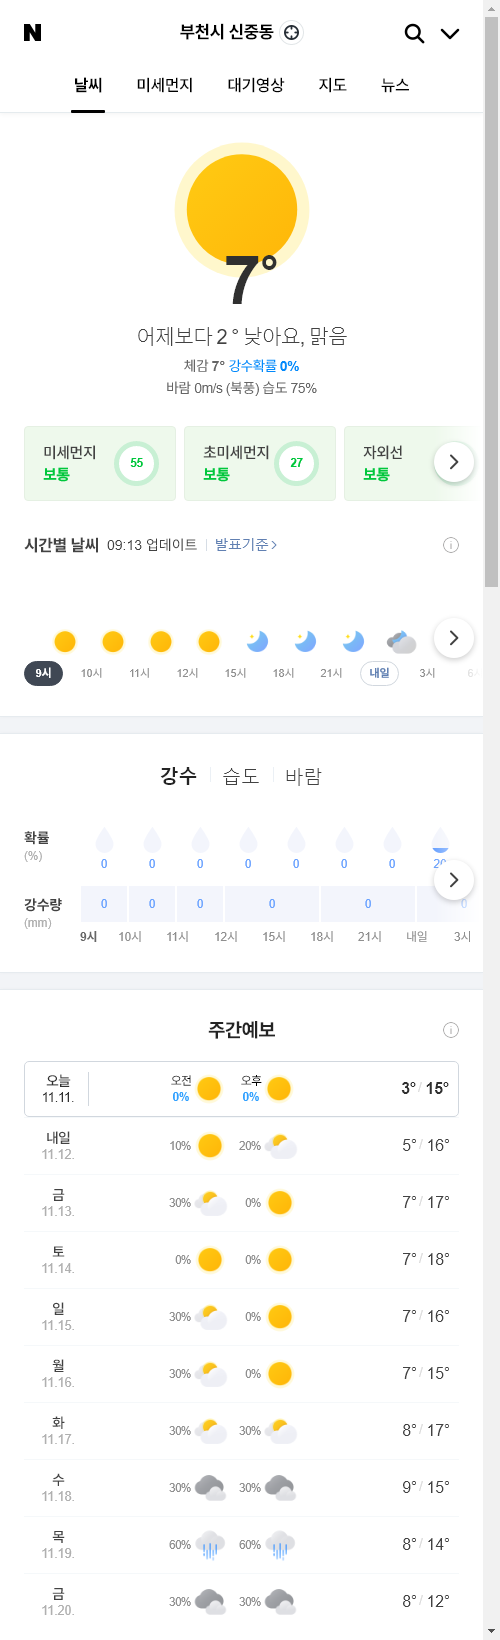 N 부천시 신중동
날씨 미세먼지 대기영상 지도 뉴스
7°
어제보다 2 ° 낮아요, 맑음
체감 7° 강수확률 0%
바람 0m/s (북풍) 습도 75%
미세먼지 보통 55
초미세먼지 보통 27
자외선 보통
시간별 날씨 09:13 업데이트 발표기준
9시 10시 11시 12시 15시 18시 21시 내일 3시
강수 습도 바람
확률
(%)
0 0 0 0 0 0 0
강수량
(mm)
0 0 0 0 0 0
9시 10시 11시 12시 15시 18시 21시 내일 3시
주간예보
오늘 11.11. 오전 0% 오후 0% 3° / 15°
내일 11.12. 10% 20% 5° / 16°
금 11.13. 30% 0% 7° / 17°
토 11.14. 0% 0% 7° / 18°
일 11.15. 30% 0% 7° / 16°
월 11.16. 30% 0% 7° / 15°
화 11.17. 30% 30% 8° / 17°
수 11.18. 30% 30% 9° / 15°
목 11.19. 60% 60% 8° / 14°
금 11.20. 30% 30% 8° / 12°